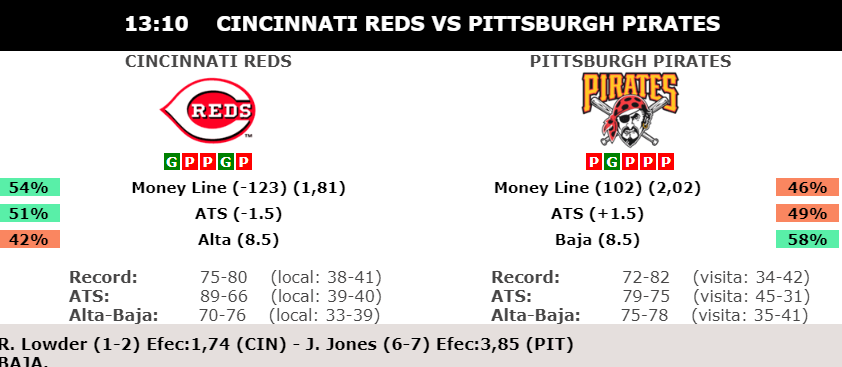 13:10 CINCINNATI REDS VS PITTSBURGH PIRATES
CINCINNATI REDS PITTSBURGH PIRATES
REDS PIRATES
G P P G P P G P P P
54% Money Line (-123) (1,81) Money Line (102) (2,02) 46%
51% ATS (-1.5) ATS (+1.5) 49%
42% Alta (8.5) Baja (8.5) 58%
Record: 75-80 (local: 38-41) Record: 72-82 (visita: 34-42)
ATS: 89-66 (local: 39-40) ATS: 79-75 (visita: 45-31)
Alta-Baja: 70-76 (local: 33-39) Alta-Baja: 75-78 (visita: 35-41)
R. Lowder (1-2) Efec:1,74 (CIN) - J. Jones (6-7) Efec:3,85 (PIT)
BAJA.